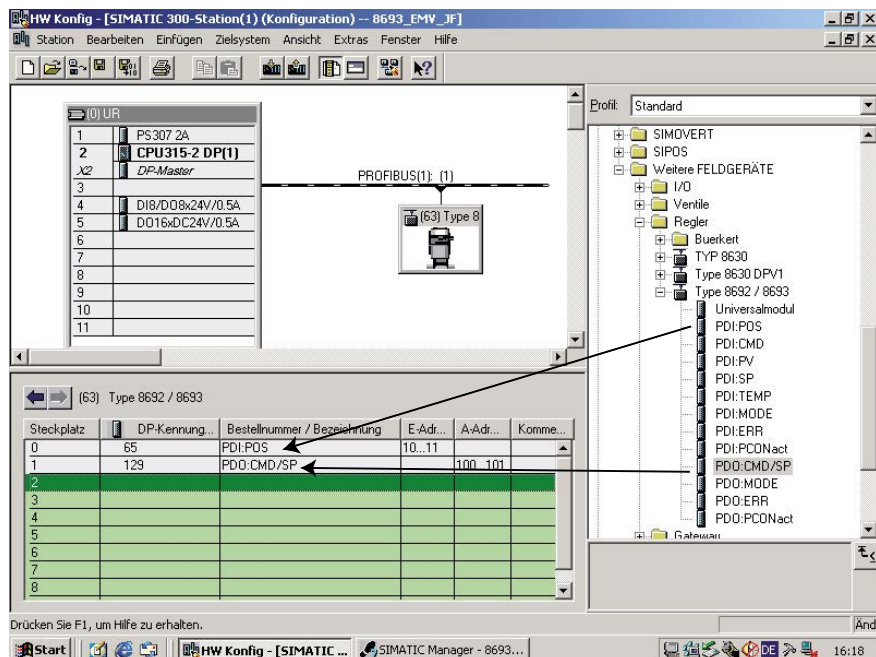 HW Konfig - [SIMATIC 300-Station(1) (Konfiguration) -- 8693_EMV_JF]
Station Bearbeiten Einfügen Zielsystem Ansicht Extras Fenster Hilfe
(0) UR
1 PS307 2A
2 CPU315-2 DP(1)
X2 DP-Master
3
4 DI8/DO8x24V/0.5A
5 DO16xDC24V/0.5A
6
7
8
9
10
11
PROFIBUS(1): (1)
(63) Type 8
Profil: Standard
SIMOVERT
SIPOS
Weitere FELDGERÄTE
I/O
Ventile
Regler
Buerkert
TYP 8630
Type 8630 DPV1
Type 8692 / 8693
Universalmodul
PDI:POS
PDI:CMD
PDI:PV
PDI:SP
PDI:TEMP
PDI:MODE
PDI:ERR
PDI:PCONact
PDO:CMD/SP
PDO:MODE
PDO:ERR
PDO:PCONact
Gateway
(63) Type 8692 / 8693
Steckplatz DP-Kennung... Bestellnummer / Bezeichnung E-Adr... A-Adr... Komme...
0 65 PDI:POS 10...11
1 129 PDO:CMD/SP 100...101
2
3
4
5
6
7
8
Drücken Sie F1, um Hilfe zu erhalten. Änd
Start HW Konfig - [SIMATIC ... SIMATIC Manager - 8693... DE 16:18